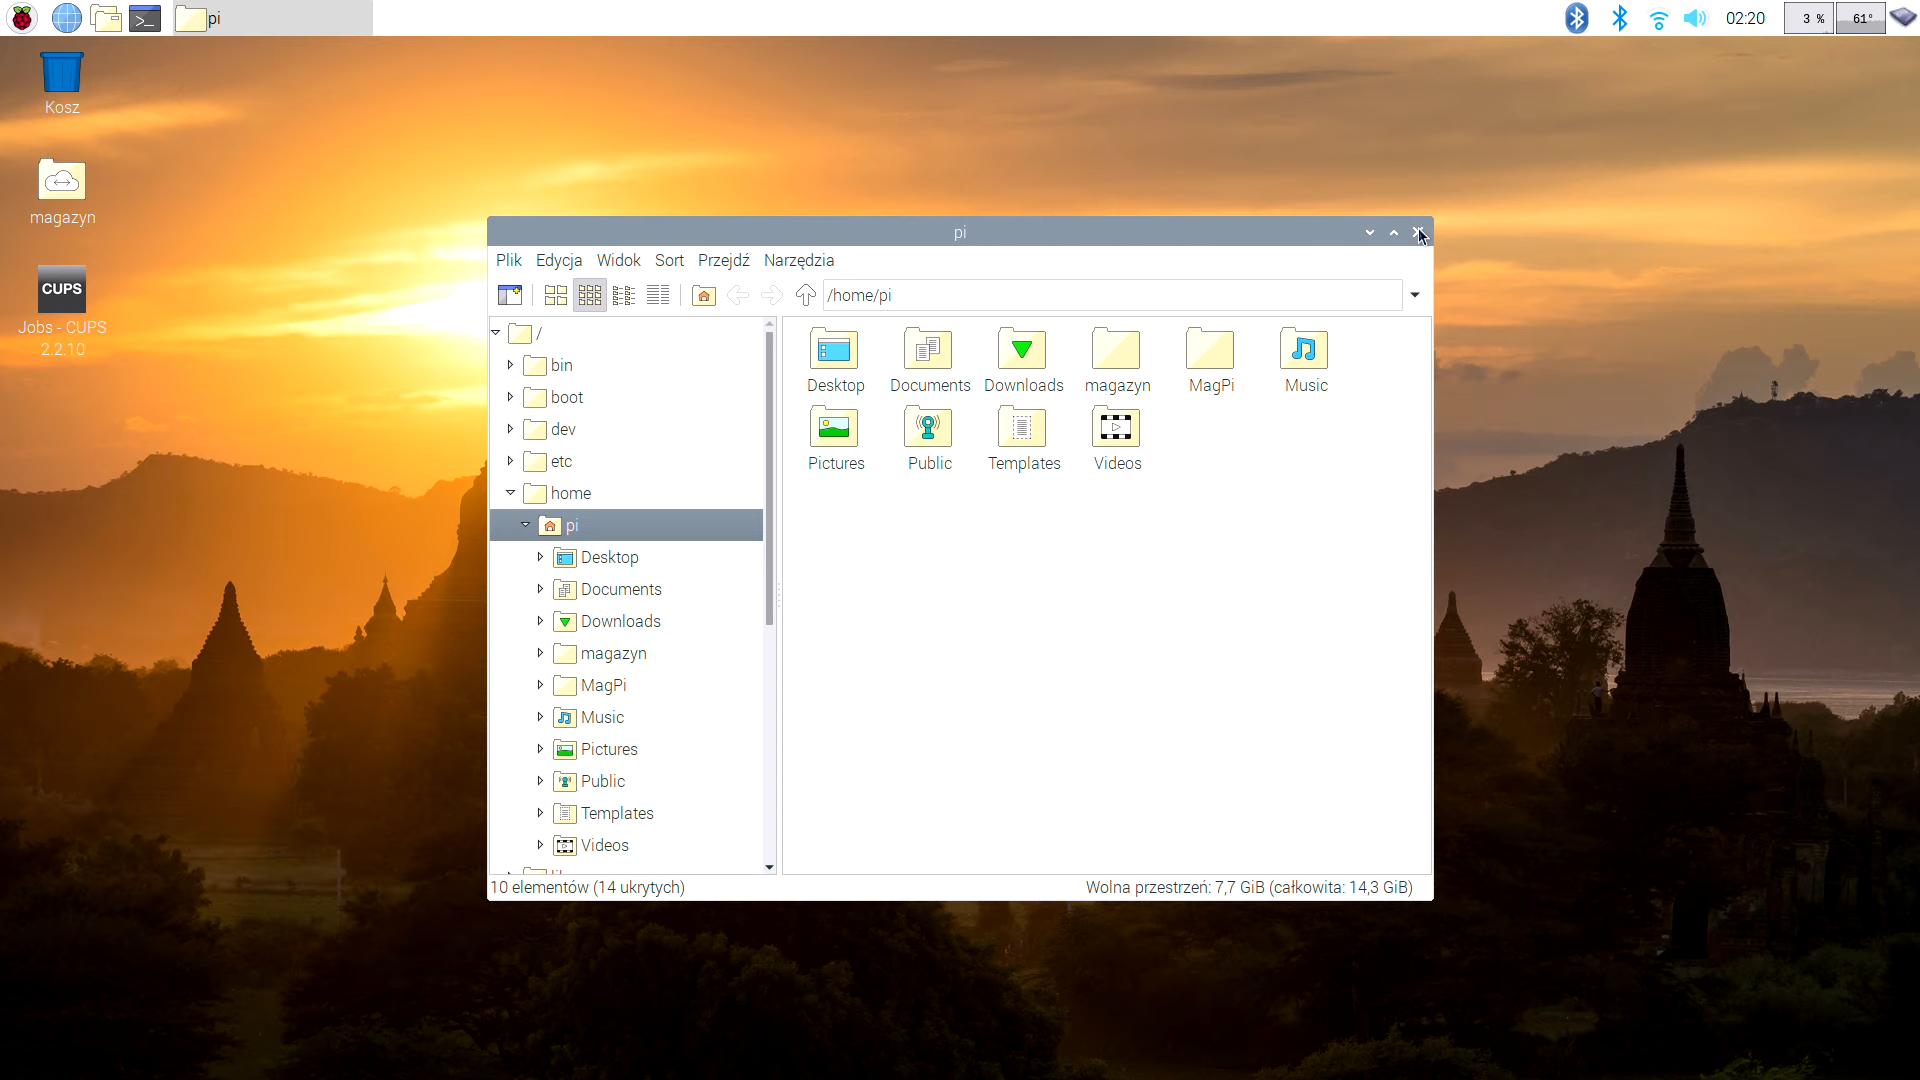 pi
02:20
3 %
61°
Kosz
magazyn
CUPS
Jobs - CUPS
2.2.10
pi
Plik Edycja Widok Sort Przejdź Narzędzia
/home/pi
/
bin
boot
dev
etc
home
pi
Desktop
Documents
Downloads
magazyn
MagPi
Music
Pictures
Public
Templates
Videos
Desktop Documents Downloads magazyn MagPi Music
Pictures Public Templates Videos
10 elementów (14 ukrytych)
Wolna przestrzeń: 7,7 GiB (całkowita: 14,3 GiB)